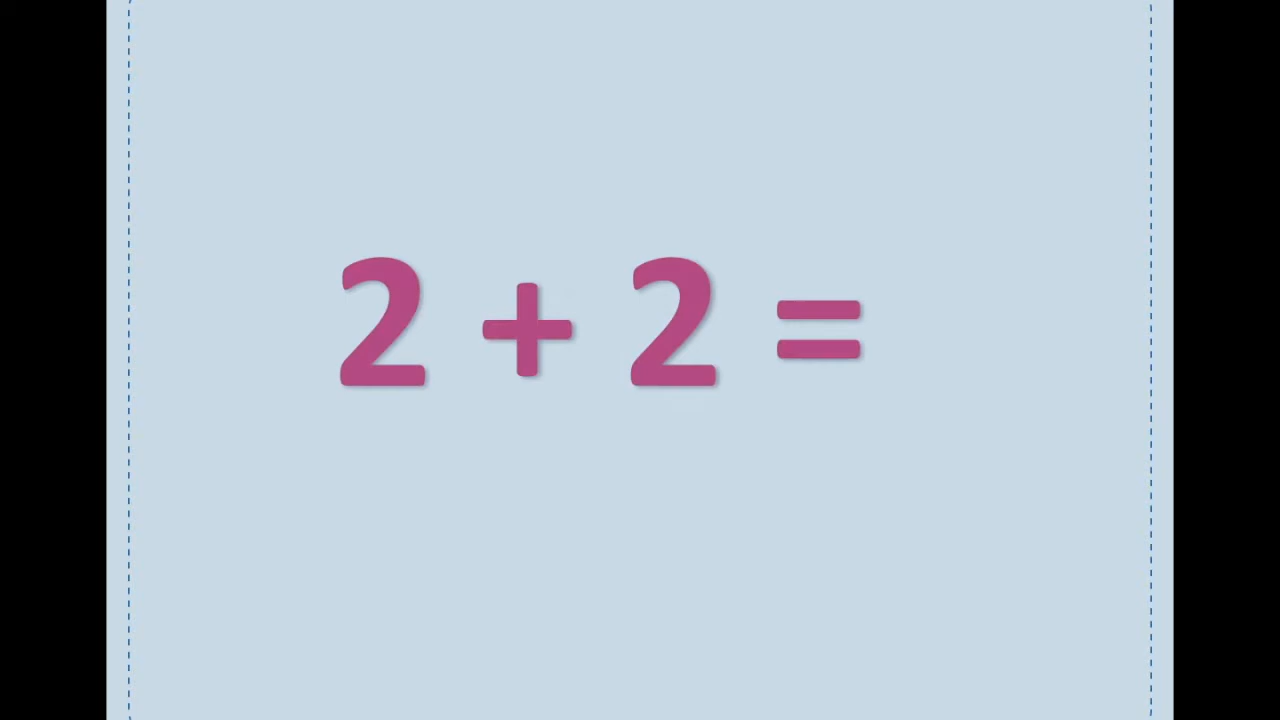 2 + 2 =